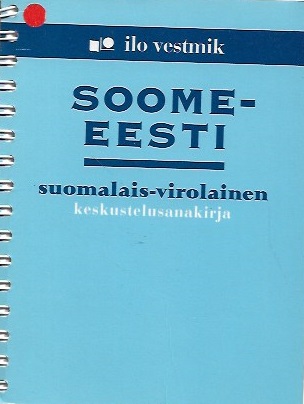 ilo vestmik
SOOME-
EESTI
suomalais-virolainen
keskustelusanakirja